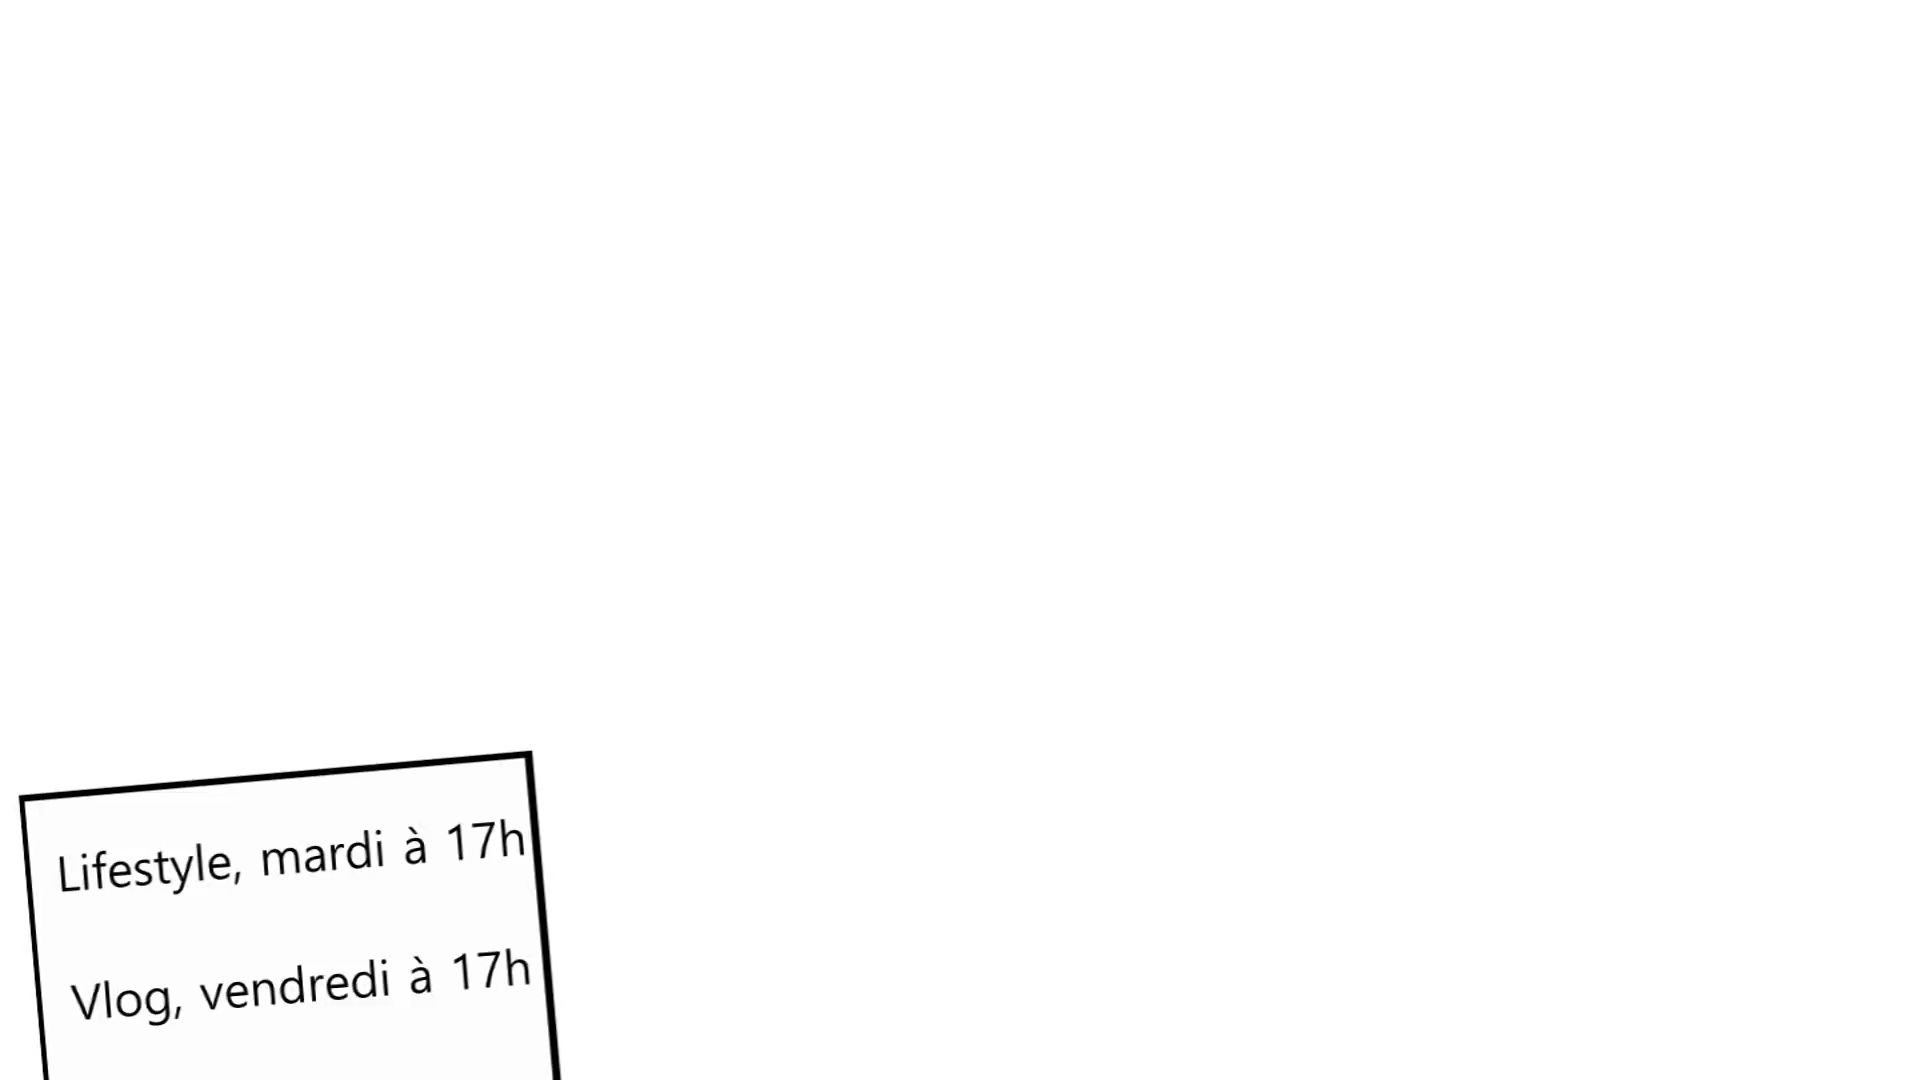 Lifestyle, mardi à 17h
Vlog, vendredi à 17h